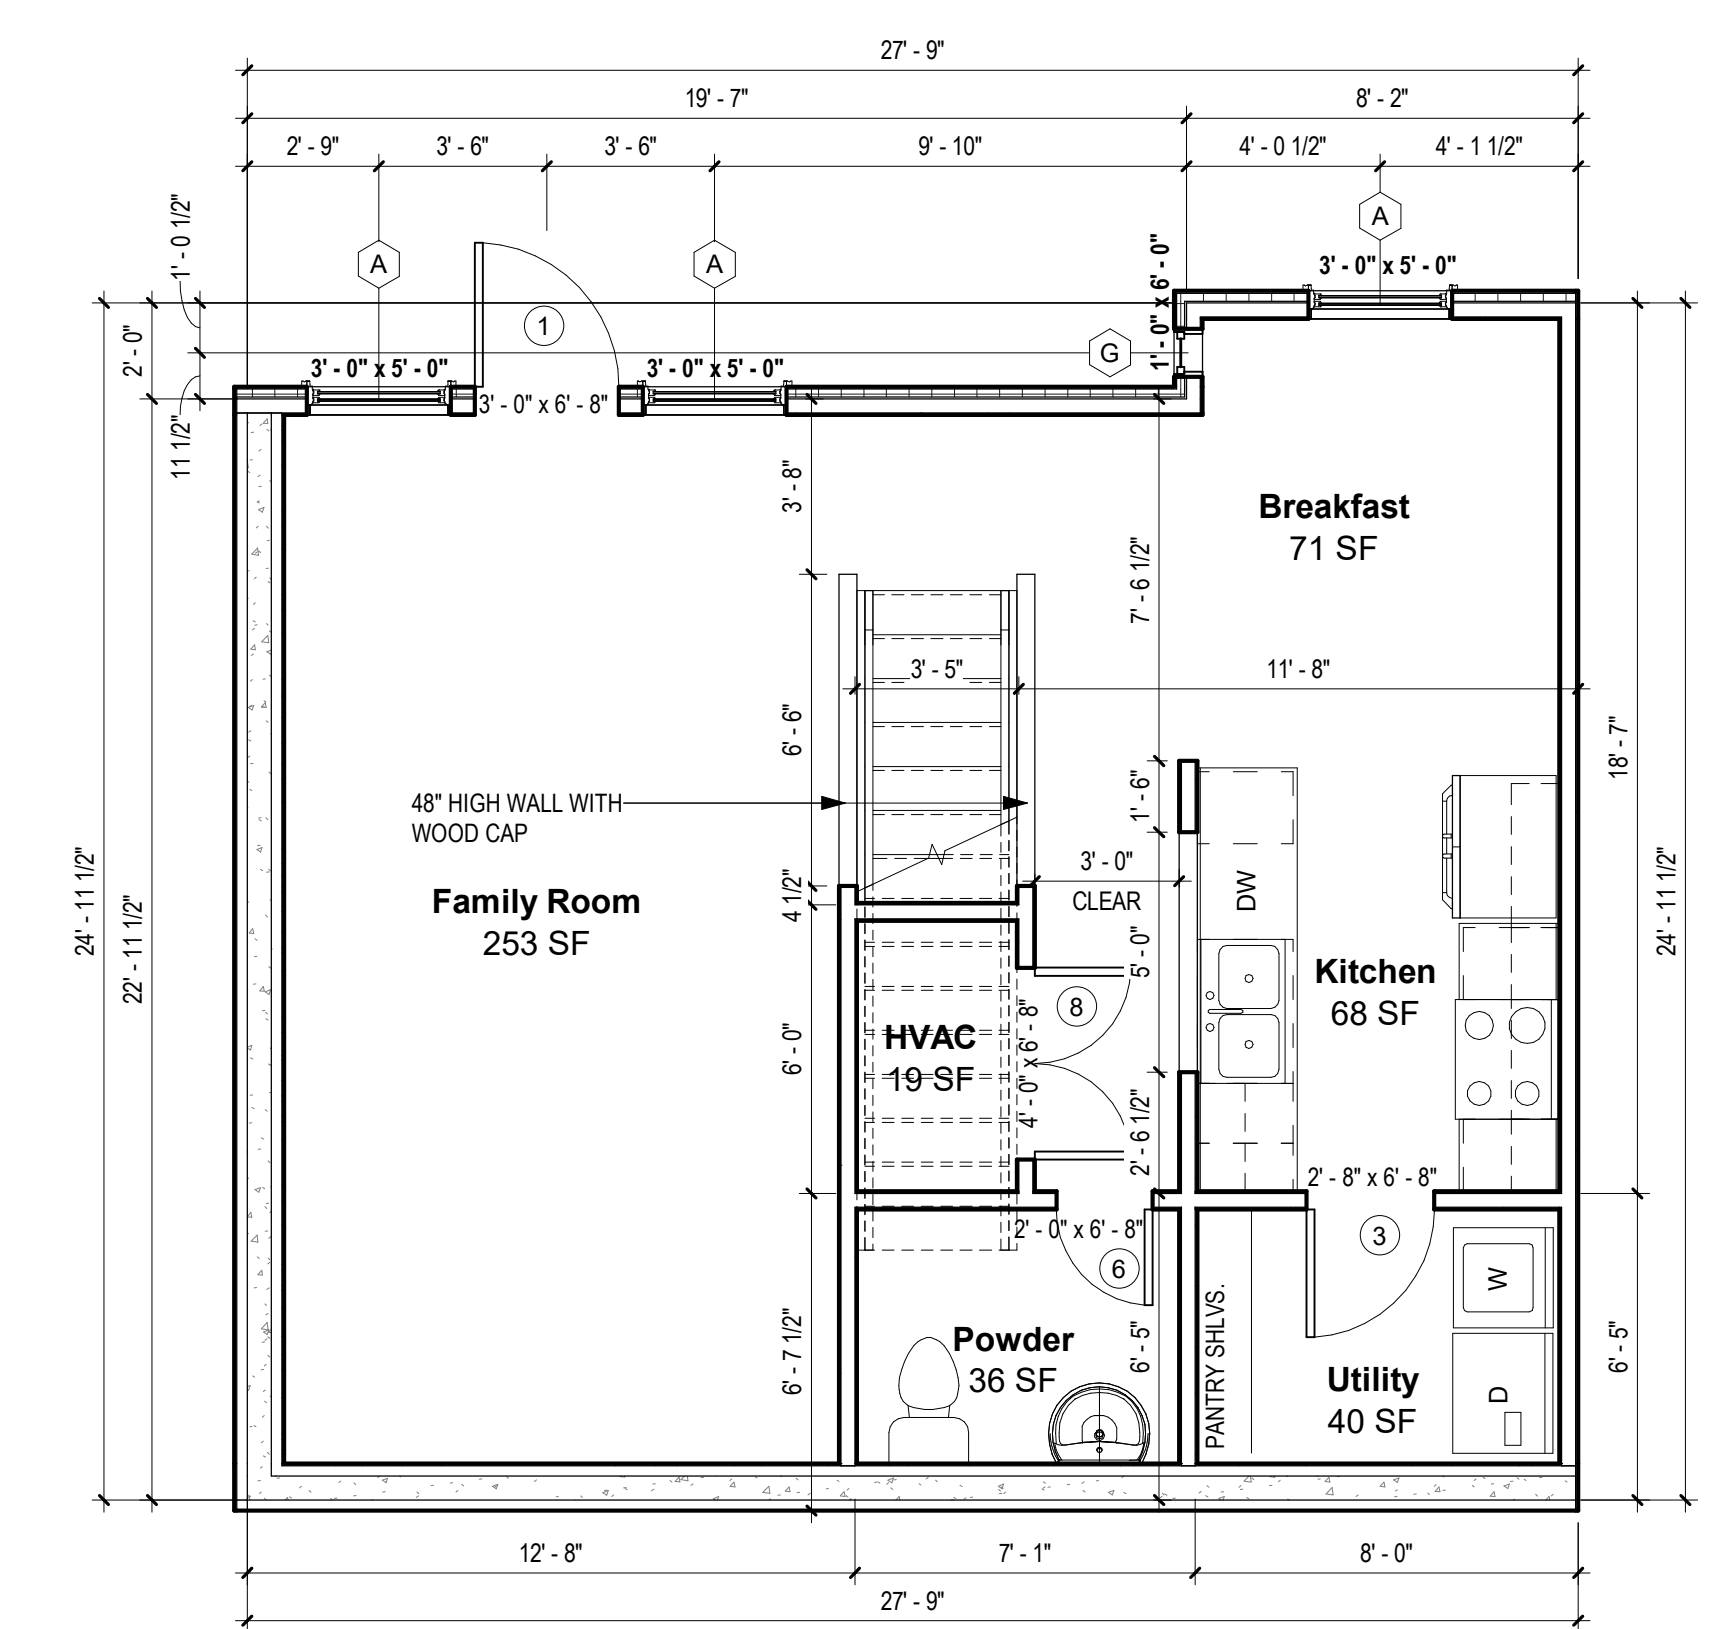 27' - 9"
19' - 7"
8' - 2"
2' - 9"
3' - 6"
3' - 6"
9' - 10"
4' - 0 1/2"
4' - 1 1/2"
1' - 0 1/2"
A
A
A
3' - 0" x 5' - 0"
1' - 0" x 6' - 0"
1
G
2' - 0"
3' - 0" x 5' - 0"
3' - 0" x 5' - 0"
3' - 0" x 6' - 8"
11 1/2"
3' - 8"
Breakfast
71 SF
7' - 6 1/2"
3' - 5"
11' - 8"
6' - 6"
18' - 7"
48" HIGH WALL WITH
WOOD CAP
1' - 6"
3' - 0"
CLEAR
4 1/2"
DW
Family Room
253 SF
24' - 11 1/2"
22' - 11 1/2"
24' - 11 1/2"
5' - 0"
Kitchen
68 SF
8
HVAC
19 SF
6' - 0"
4' - 0" x 6' - 8"
2' - 6 1/2"
2' - 8" x 6' - 8"
2' - 0" x 6' - 8"
3
6
W
PANTRY SHLVS.
Powder
36 SF
6' - 7 1/2"
6' - 5"
6' - 5"
Utility
40 SF
D
12' - 8"
7' - 1"
8' - 0"
27' - 9"